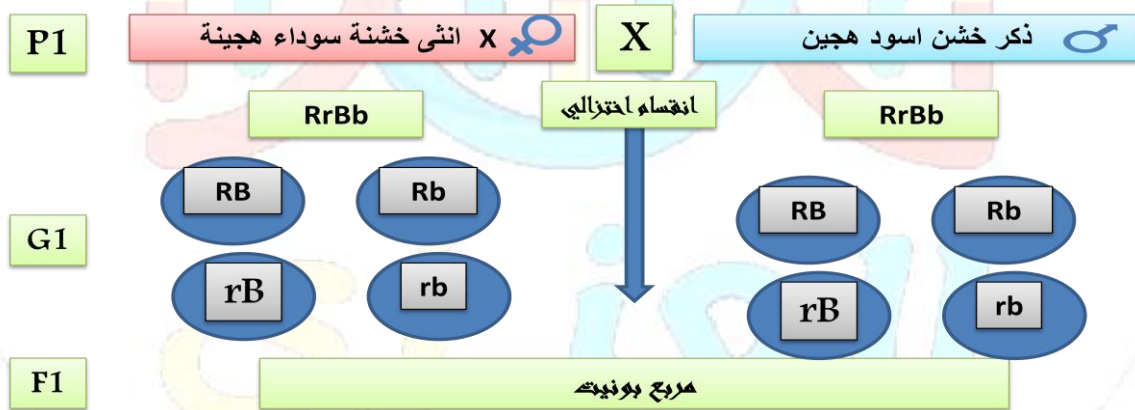 P1
ذكر خشن اسود هجين
X
X انثى خشنة سوداء هجينة
RrBb
انقسام اختزالي
RrBb
G1
RB Rb RB Rb
rB rb rB rb
F1
مربع بونيت